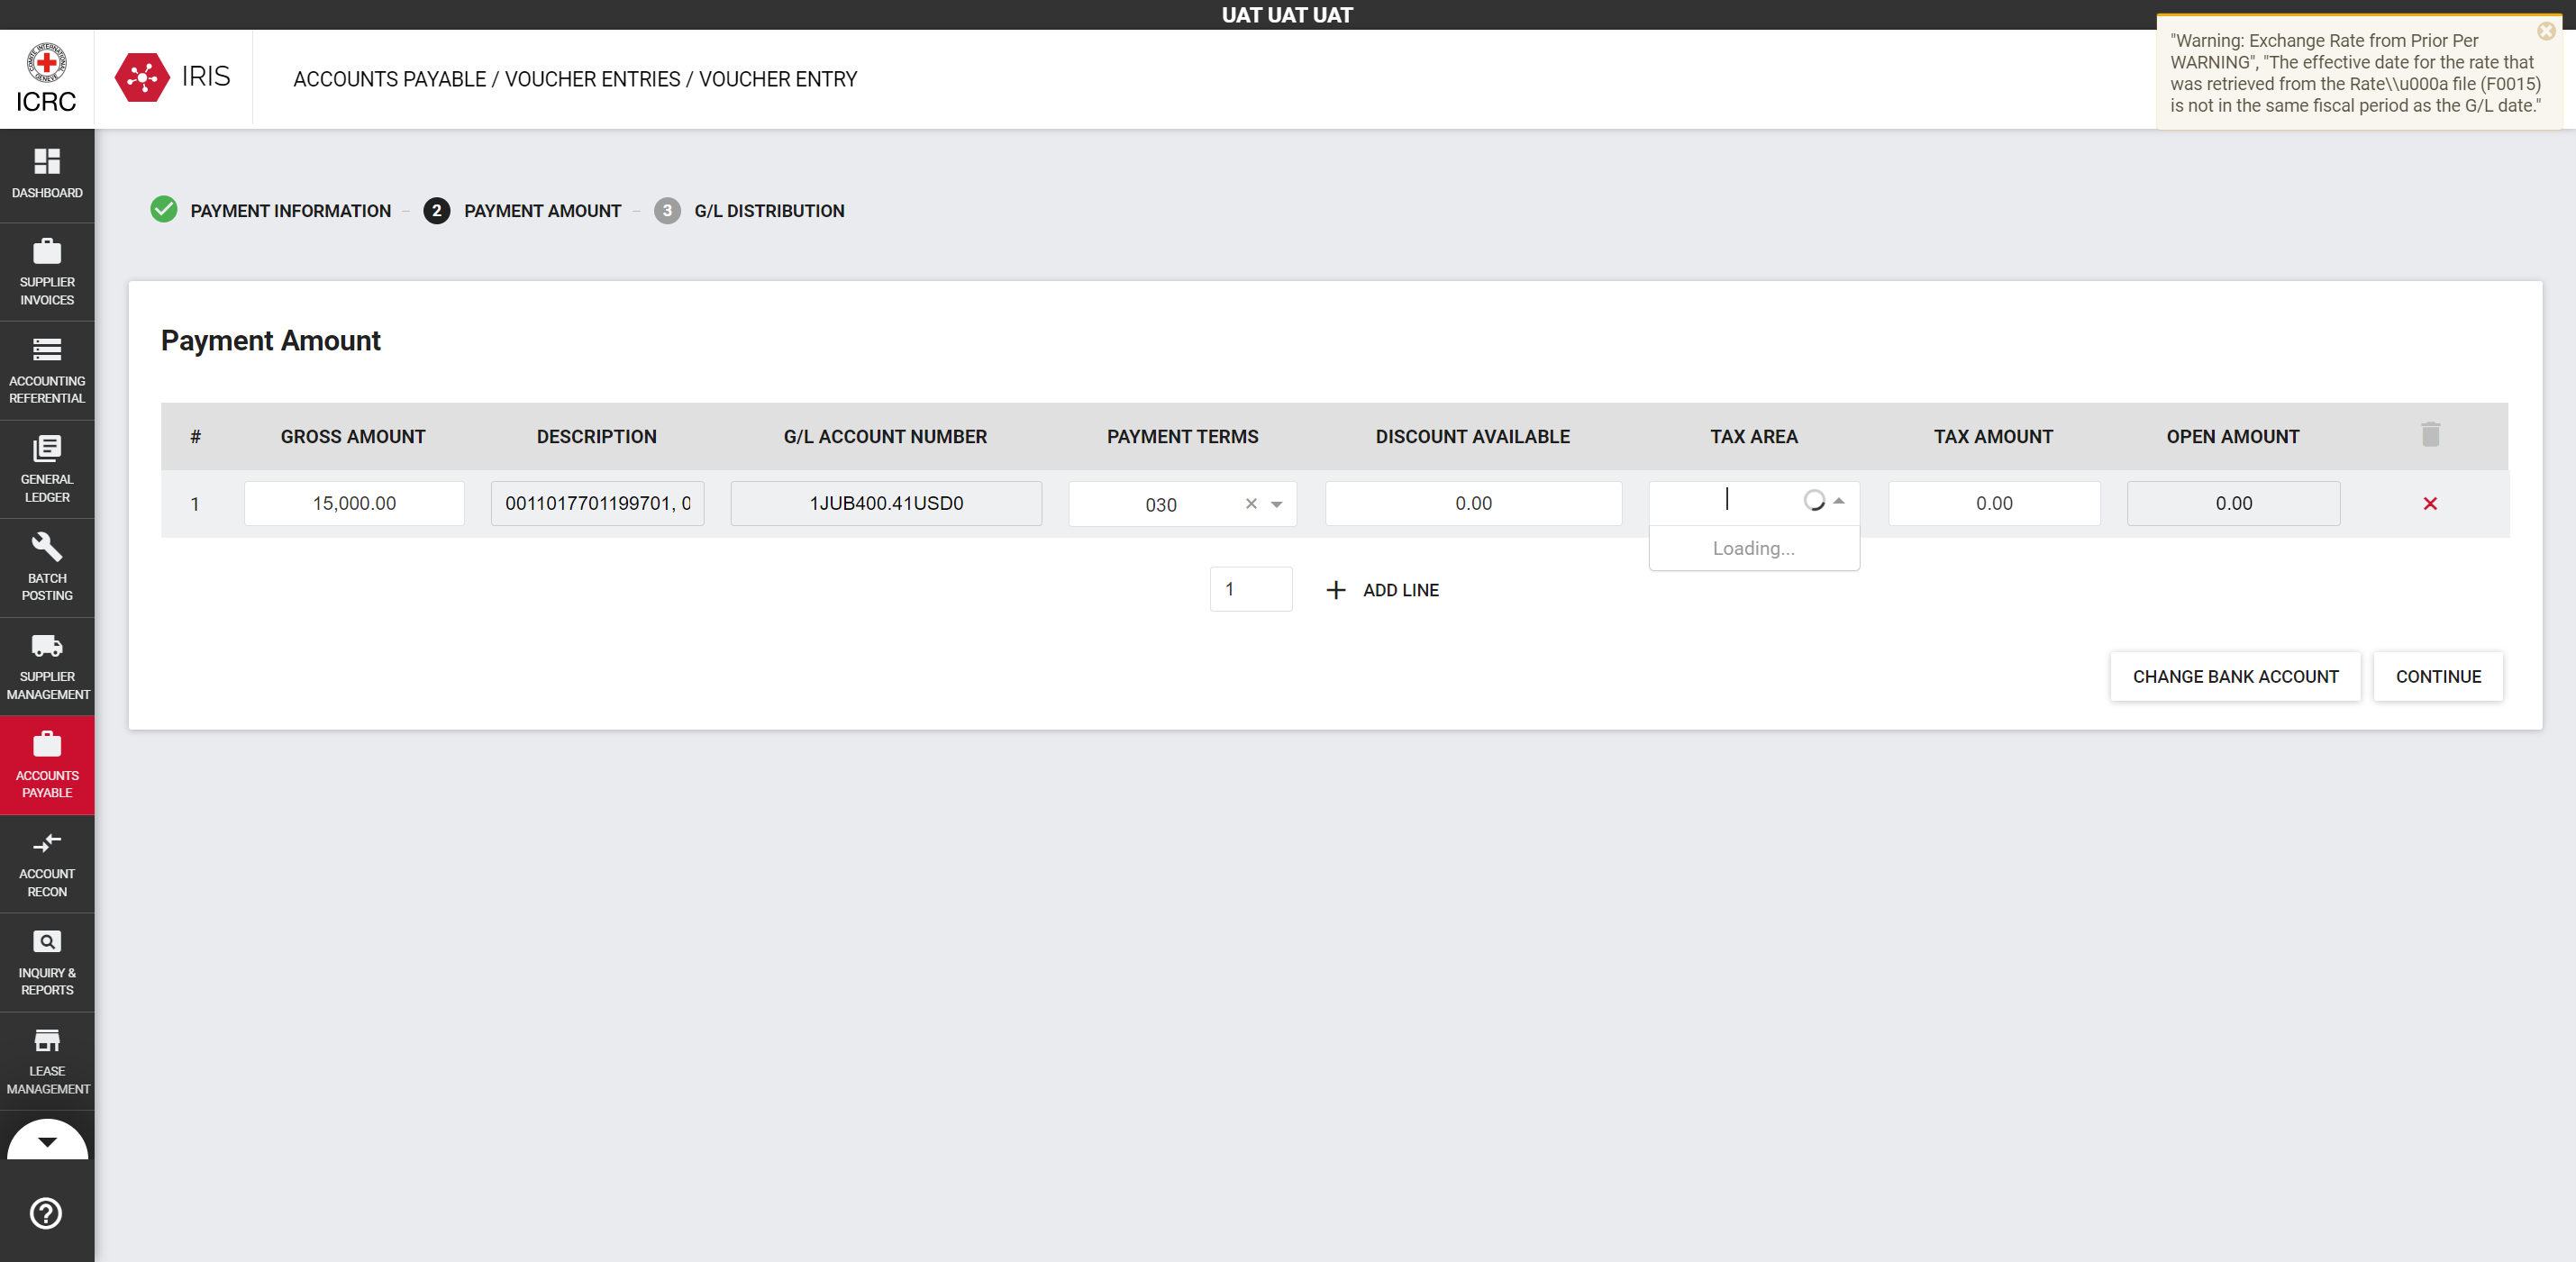 UAT UAT UAT
"Warning: Exchange Rate from Prior Per
WARNING", "The effective date for the rate that
was retrieved from the Rate\\u000a file (F0015)
is not in the same fiscal period as the G/L date."
COMITE INTERNATIONAL
GENEVE
ICRC
IRIS
ACCOUNTS PAYABLE / VOUCHER ENTRIES / VOUCHER ENTRY
DASHBOARD
SUPPLIER
INVOICES
ACCOUNTING
REFERENTIAL
GENERAL
LEDGER
BATCH
POSTING
SUPPLIER
MANAGEMENT
ACCOUNTS
PAYABLE
ACCOUNT
RECON
INQUIRY &
REPORTS
LEASE
MANAGEMENT
?
PAYMENT INFORMATION – 2 PAYMENT AMOUNT – 3 G/L DISTRIBUTION
Payment Amount
# GROSS AMOUNT DESCRIPTION G/L ACCOUNT NUMBER PAYMENT TERMS DISCOUNT AVAILABLE TAX AREA TAX AMOUNT OPEN AMOUNT
1 15,000.00 0011017701199701, 0 1JUB400.41USD0 030 0.00 0.00 0.00
Loading...
1 ADD LINE
CHANGE BANK ACCOUNT CONTINUE